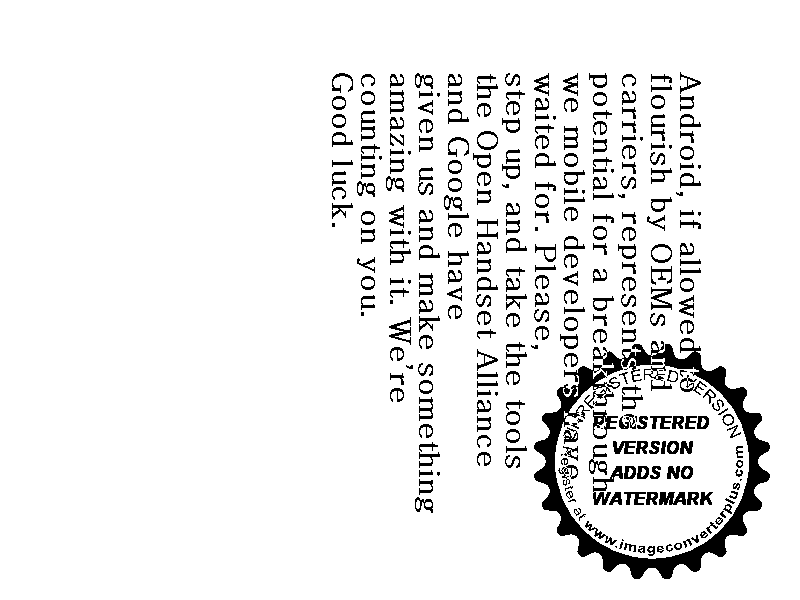 Android, if allowed to
flourish by OEMs and
carriers, represents the
potential for a breakthrough
we mobile developers have
waited for. Please,
step up, and take the tools
the Open Handset Alliance
and Google have
given us and make something
amazing with it. We're
counting on you.
Good luck.
UNREGISTERED VERSION
REGISTERED
VERSION
ADDS NO
WATERMARK
Register at www.imageconverterplus.com